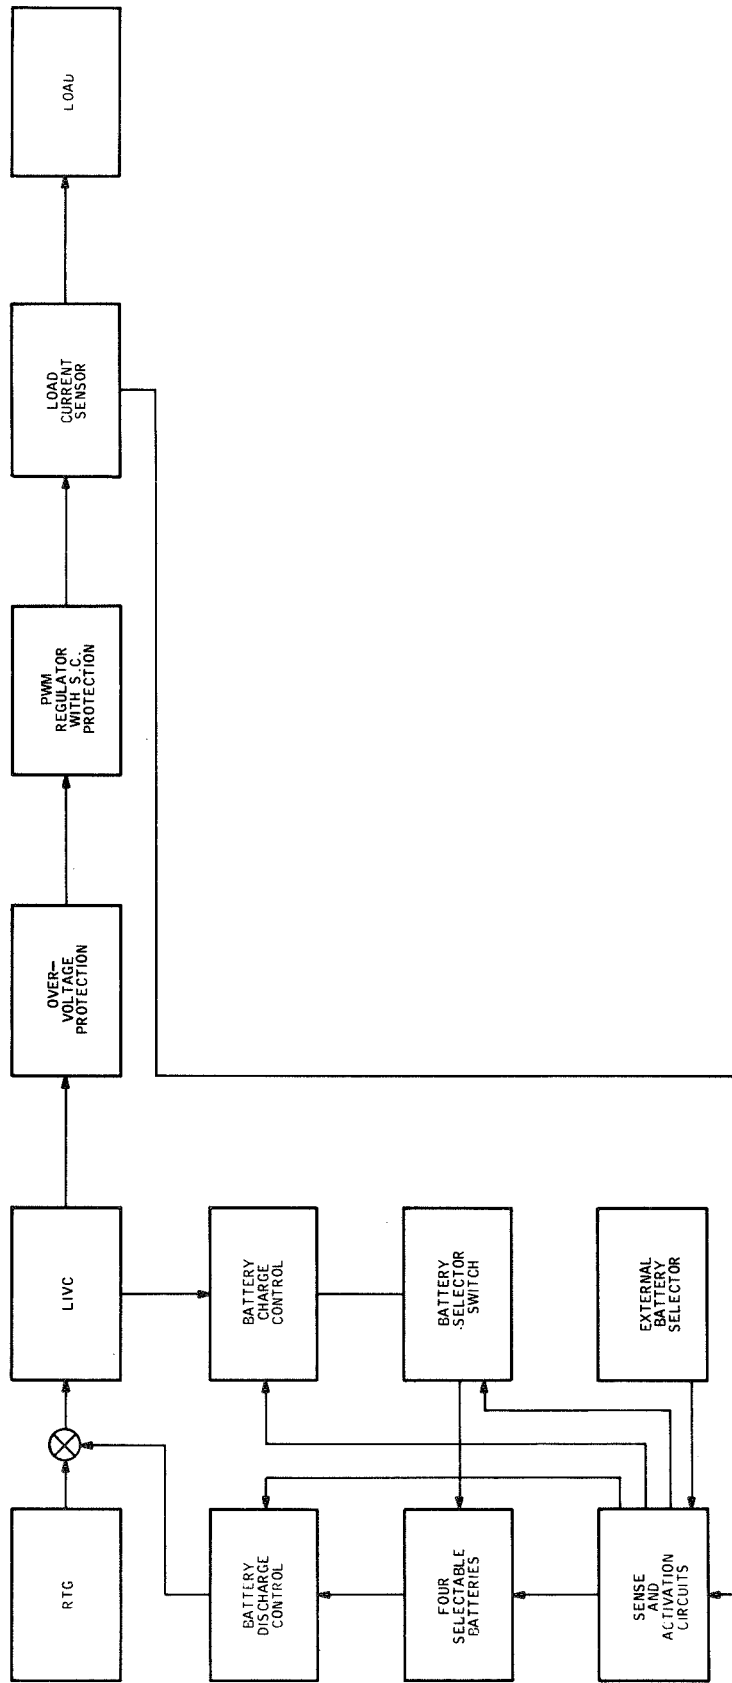 RTG
LIVC
OVER-
VOLTAGE
PROTECTION
PWM
REGULATOR
WITH S.C.
PROTECTION
LOAD
CURRENT
SENSOR
LOAD
BATTERY
DISCHARGE
CONTROL
BATTERY
CHARGE
CONTROL
FOUR
SELECTABLE
BATTERIES
BATTERY
SELECTOR
SWITCH
SENSE
AND
ACTIVATION
CIRCUITS
EXTERNAL
BATTERY
SELECTOR